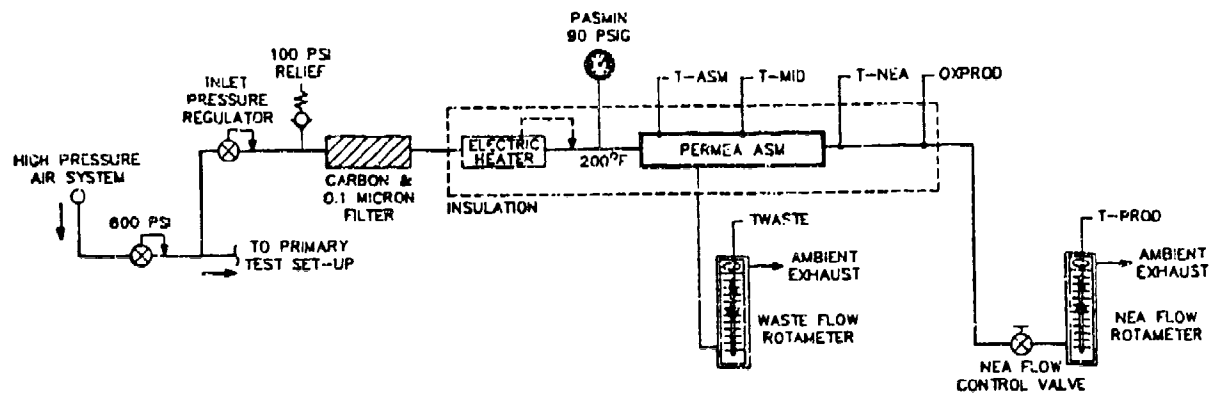 PASMIN
90 PSIG
100 PSI
RELIEF
INLET
PRESSURE
REGULATOR
T-ASM
T-MID
T-NEA
OXPROD
HIGH PRESSURE
AIR SYSTEM
ELECTRIC
HEATER
200°F
PERMEA ASM
CARBON &
0.1 MICRON
FILTER
INSULATION
600 PSI
TO PRIMARY
TEST SET-UP
TWASTE
AMBIENT
EXHAUST
WASTE FLOW
ROTAMETER
T-PROD
AMBIENT
EXHAUST
NEA FLOW
ROTAMETER
NEA FLOW
CONTROL VALVE